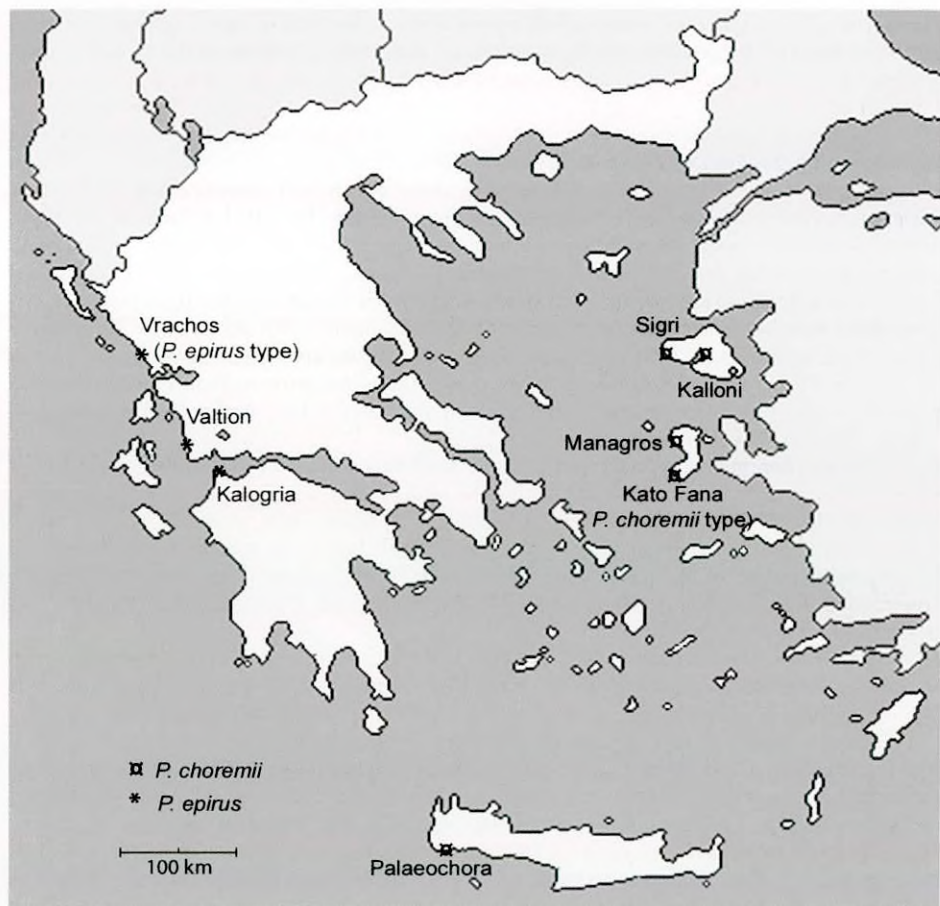 Vrachos
(P. epirus type)
Sigri
Kalloni
Valtion
Managros
Kalogria
Kato Fana
P. choremii type)
P. choremii
P. epirus
100 km
Palaeochora